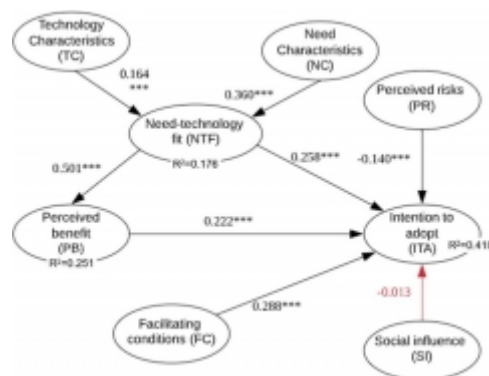 Technology
Characteristics
(TC)
Need
Characteristics
(NC)
0.164
***
0.360***
Perceived risks
(PR)
Need-technology
fit (NTF)
R²=0.176
0.501***
0.258***
-0.140***
Perceived
benefit
(PB)
R²=0.251
0.222***
Intention to
adopt
(ITA)
R²=0.418
-0.013
0.288***
Facilitating
conditions (FC)
Social influence
(SI)